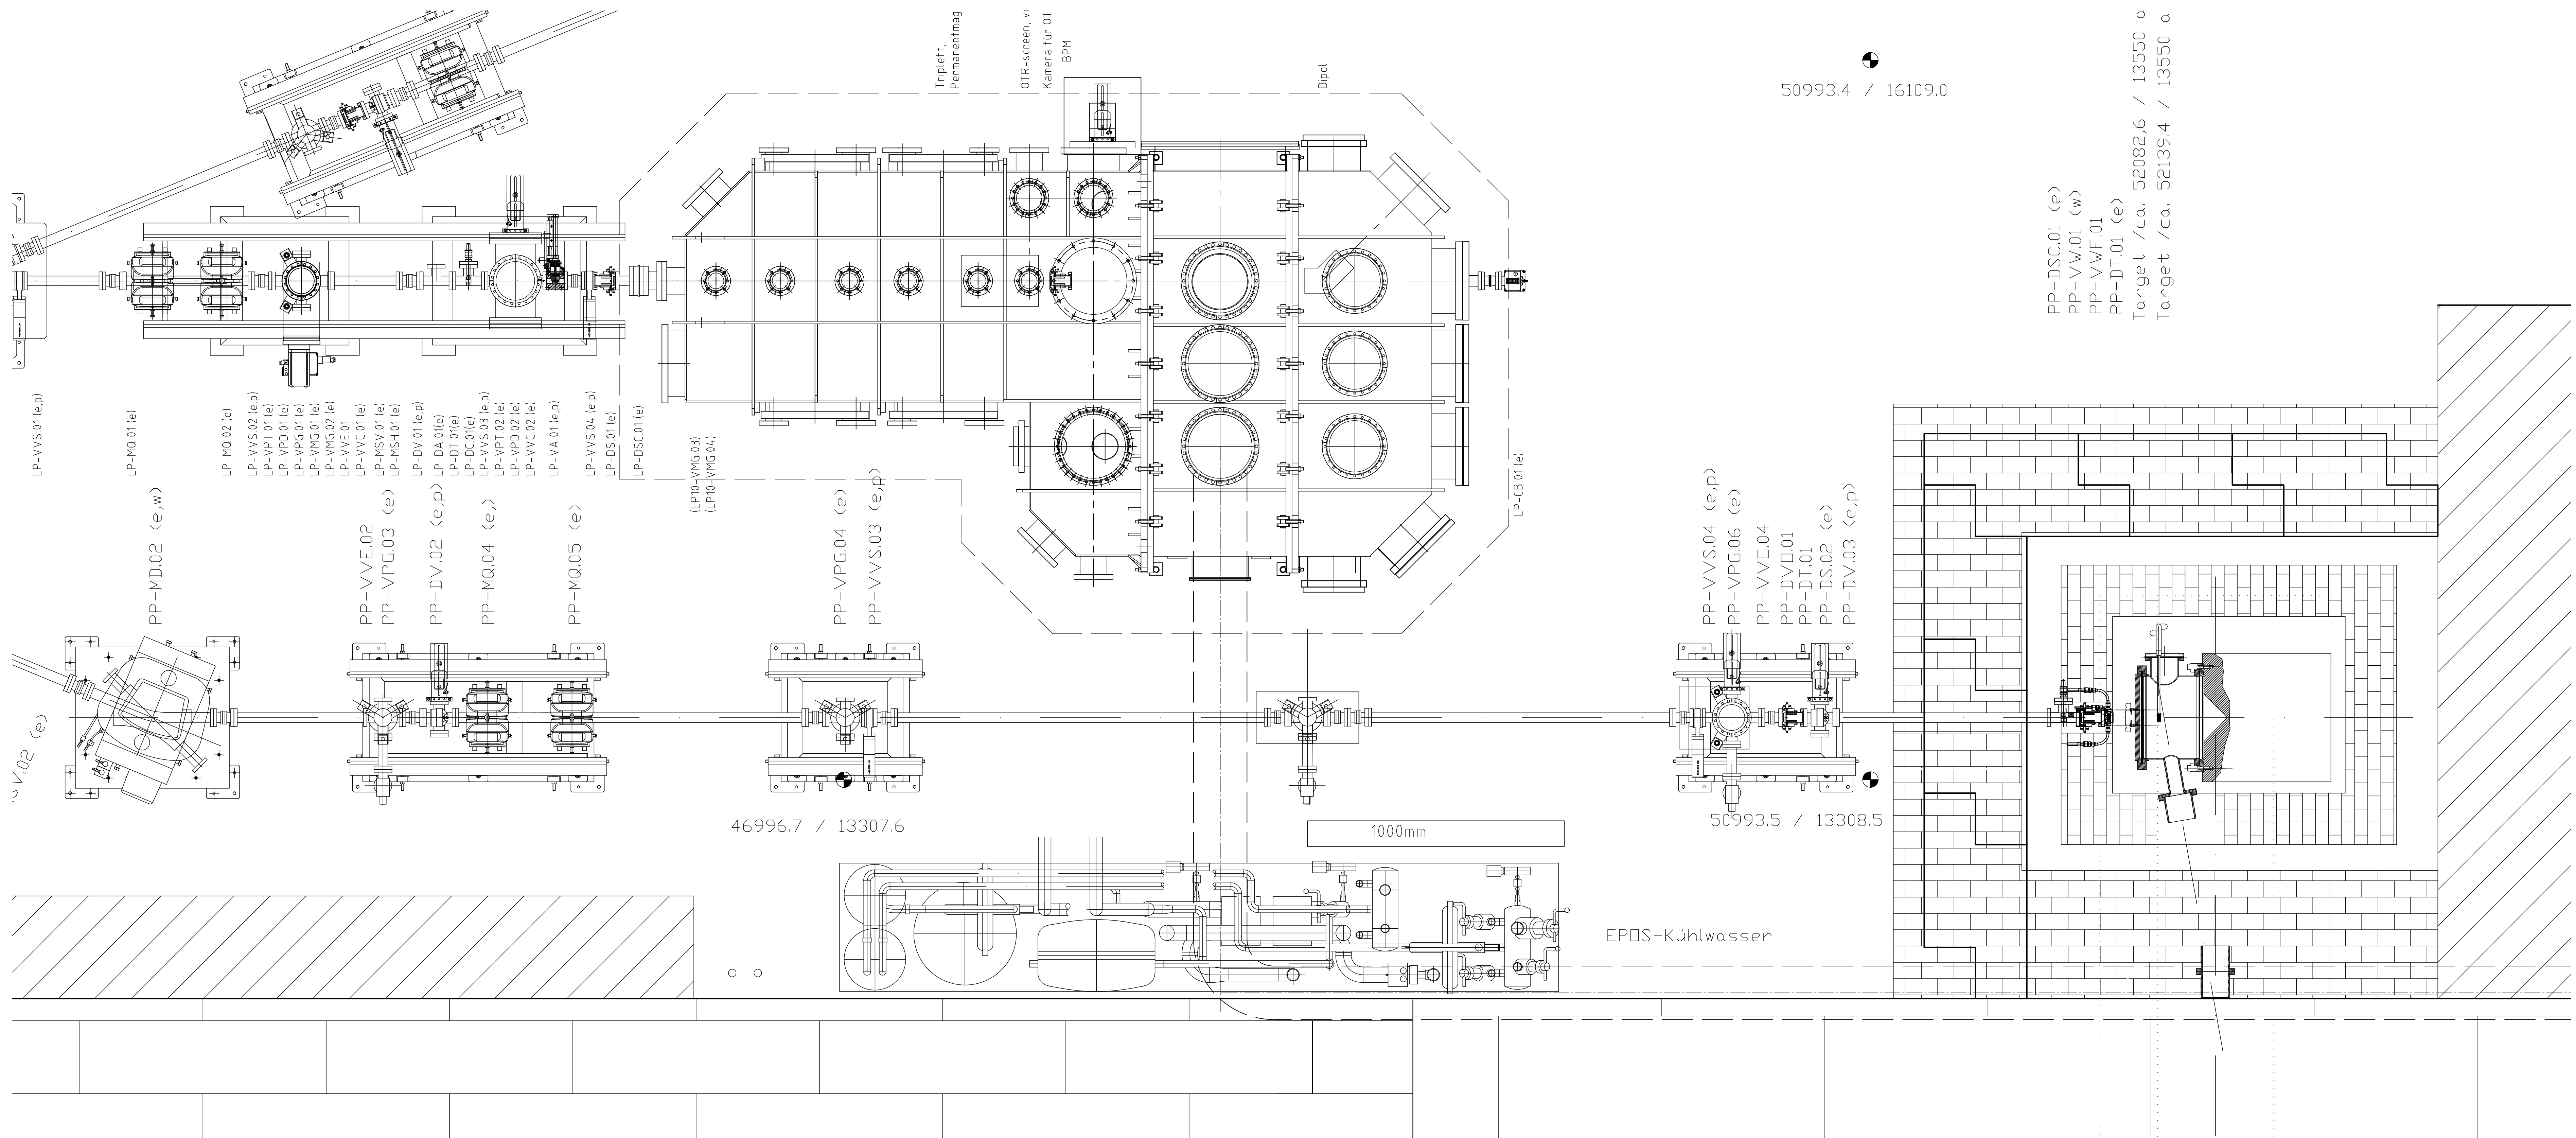 Triplett,
Permanentmag
OTR-screen, vi
Kamera für OT
BPM
Dipol
50993.4 / 16109.0
PP-DSC.01 (e)
PP-VW.01 (w)
PP-VWF.01
PP-DT.01 (e)
Target /ca. 52082,6 / 13550 a
Target /ca. 52139.4 / 13550 a
LP-VVS.01 (e,p)
LP-MQ.01 (e)
LP-MQ.02 (e)
LP-VVS.02 (e,p)
LP-VPT.01 (e)
LP-VPD.01 (e)
LP-VPG.01 (e)
LP-VMG.01 (e)
LP-VMG.02 (e)
LP-VVE.01
LP-VVC.01 (e)
LP-MSV.01 (e)
LP-MSH.01 (e)
LP-DV.01 (e,p)
LP-DA.01(e)
LP-DT.01(e)
LP-DC.01(e)
LP-VVS.03 (e,p)
LP-VPT.02 (e)
LP-VPD.02 (e)
LP-VVC.02 (e)
LP-VA.01 (e,p)
LP-VVS.04 (e,p)
LP-DS.01 (e)
LP-DSC.01 (e)
(LP10-VMG.03)
(LP10-VMG.04)
LP-CB.01 (e)
PP-MD.02 (e,w)
PP-VVE.02
PP-VPG.03 (e)
PP-DV.02 (e,p)
PP-MQ.04 (e,)
PP-MQ.05 (e)
PP-VPG.04 (e)
PP-VVS.03 (e,p)
PP-VVS.04 (e,p)
PP-VPG.06 (e)
PP-VVE.04
PP-DVO.01
PP-DT.01
PP-DS.02 (e)
PP-DV.03 (e,p)
SV.02 (e)
46996.7 / 13307.6
1000mm
50993.5 / 13308.5
EPOS-Kühlwasser